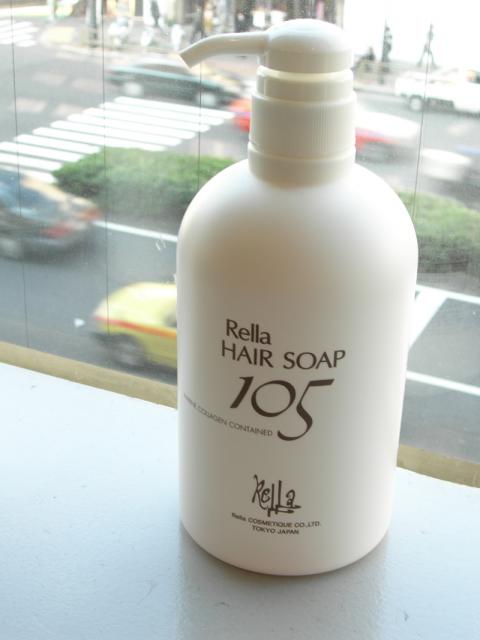 Rella
HAIR SOAP
105
COLLAGEN CONTAINED
Rella
Rella COSMETIQUE CO.,LTD.
TOKYO JAPAN